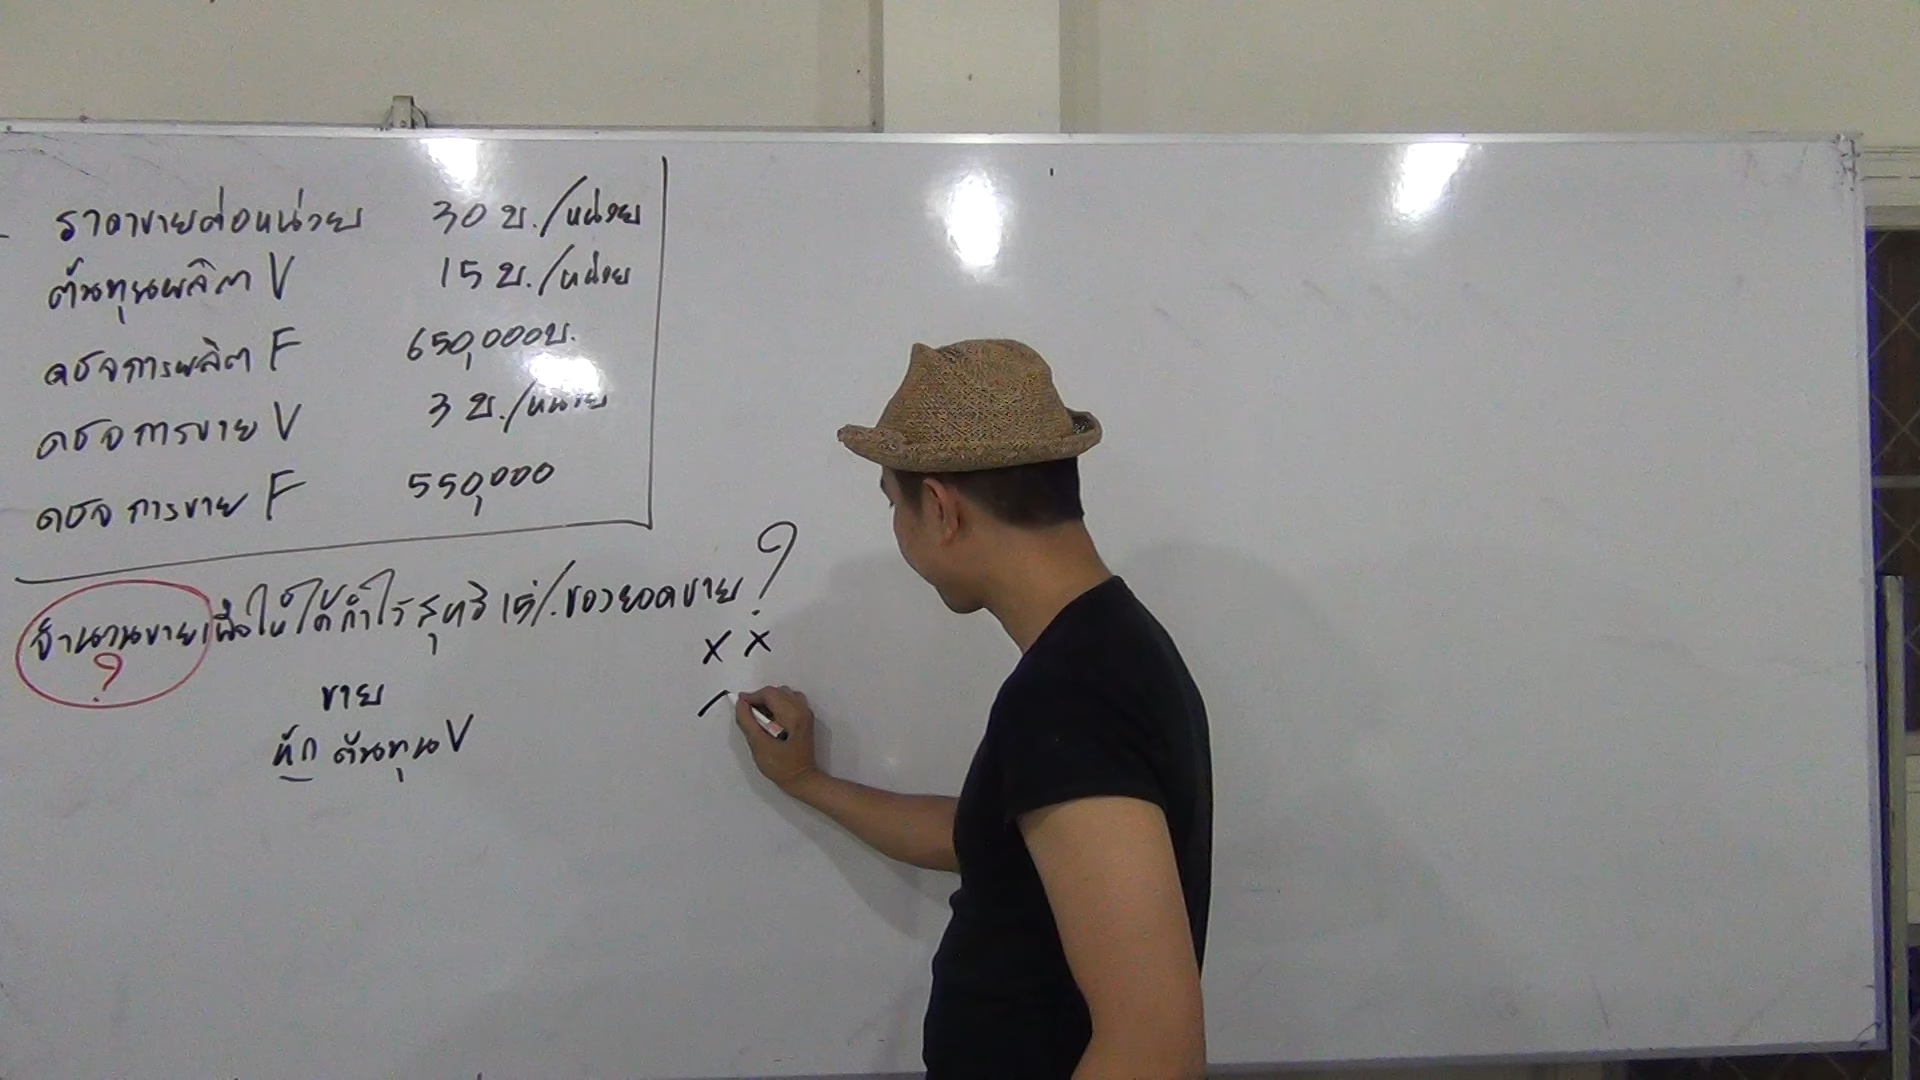 ราคาขายต่อหน่วย 30 บ./หน่วย
ต้นทุนผลิต V 15 บ./หน่วย
คชจการผลิต F 650,000บ.
คชจการขาย V 3 บ./หน่วย
คชจการขาย F 550,000
จำนวนขายเพื่อให้ได้กำไรสุทธิ 15%ของยอดขาย?
?
ขาย xx
หัก ต้นทุน V